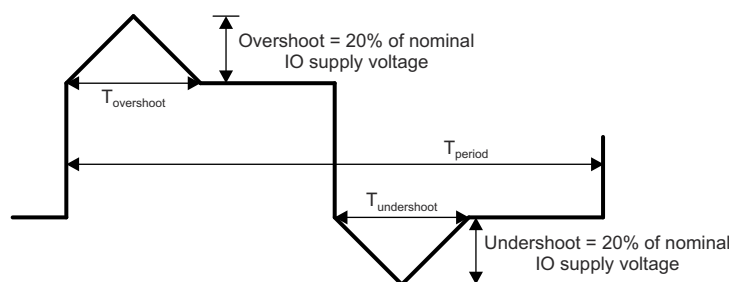 Overshoot = 20% of nominal
IO supply voltage
Tovershoot
Tperiod
Tundershoot
Undershoot = 20% of nominal
IO supply voltage